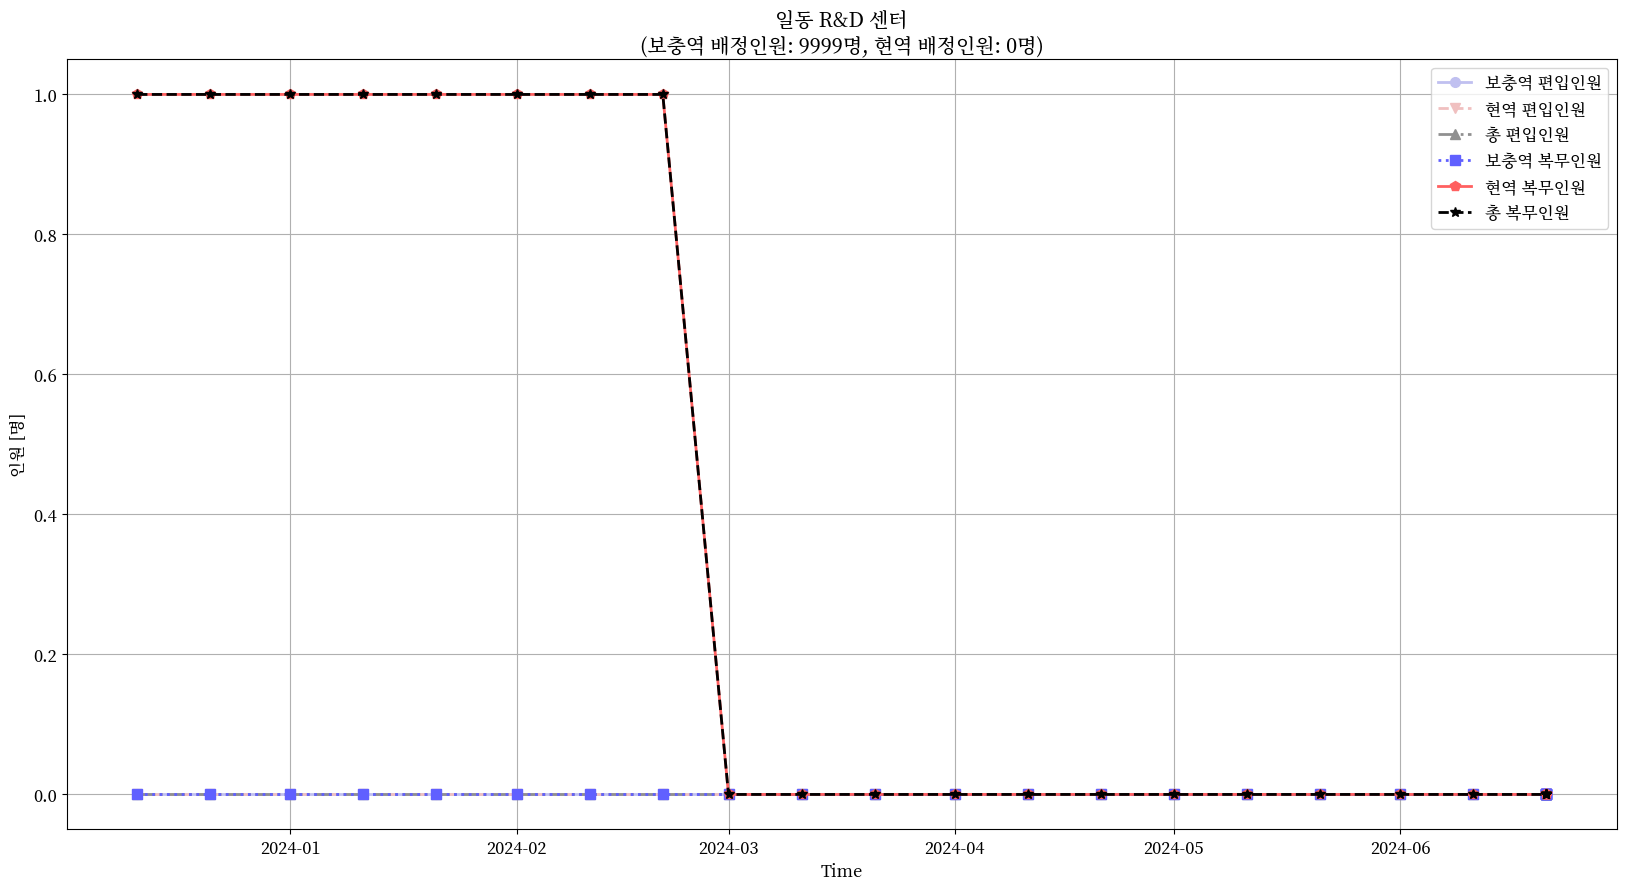 일동 R&D 센터
(보충역 배정인원: 9999명, 현역 배정인원: 0명)
보충역 편입인원
현역 편입인원
총 편입인원
보충역 복무인원
현역 복무인원
총 복무인원
1.0
0.8
0.6
0.4
0.2
0.0
인원 [명]
2024-01
2024-02
2024-03
2024-04
2024-05
2024-06
Time